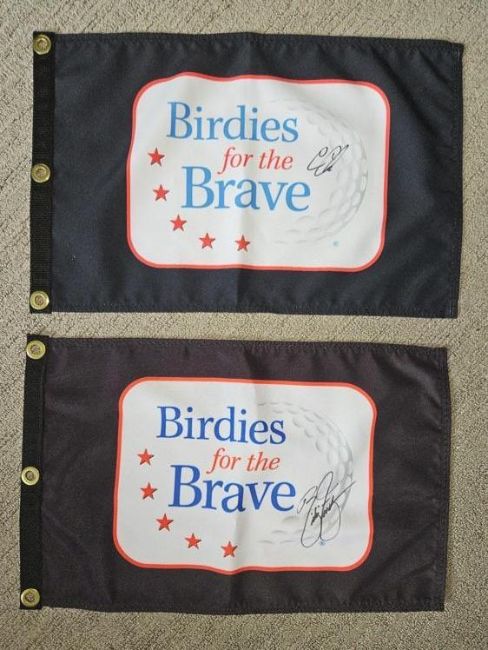 Birdies
for the
Brave
Birdies
for the
Brave